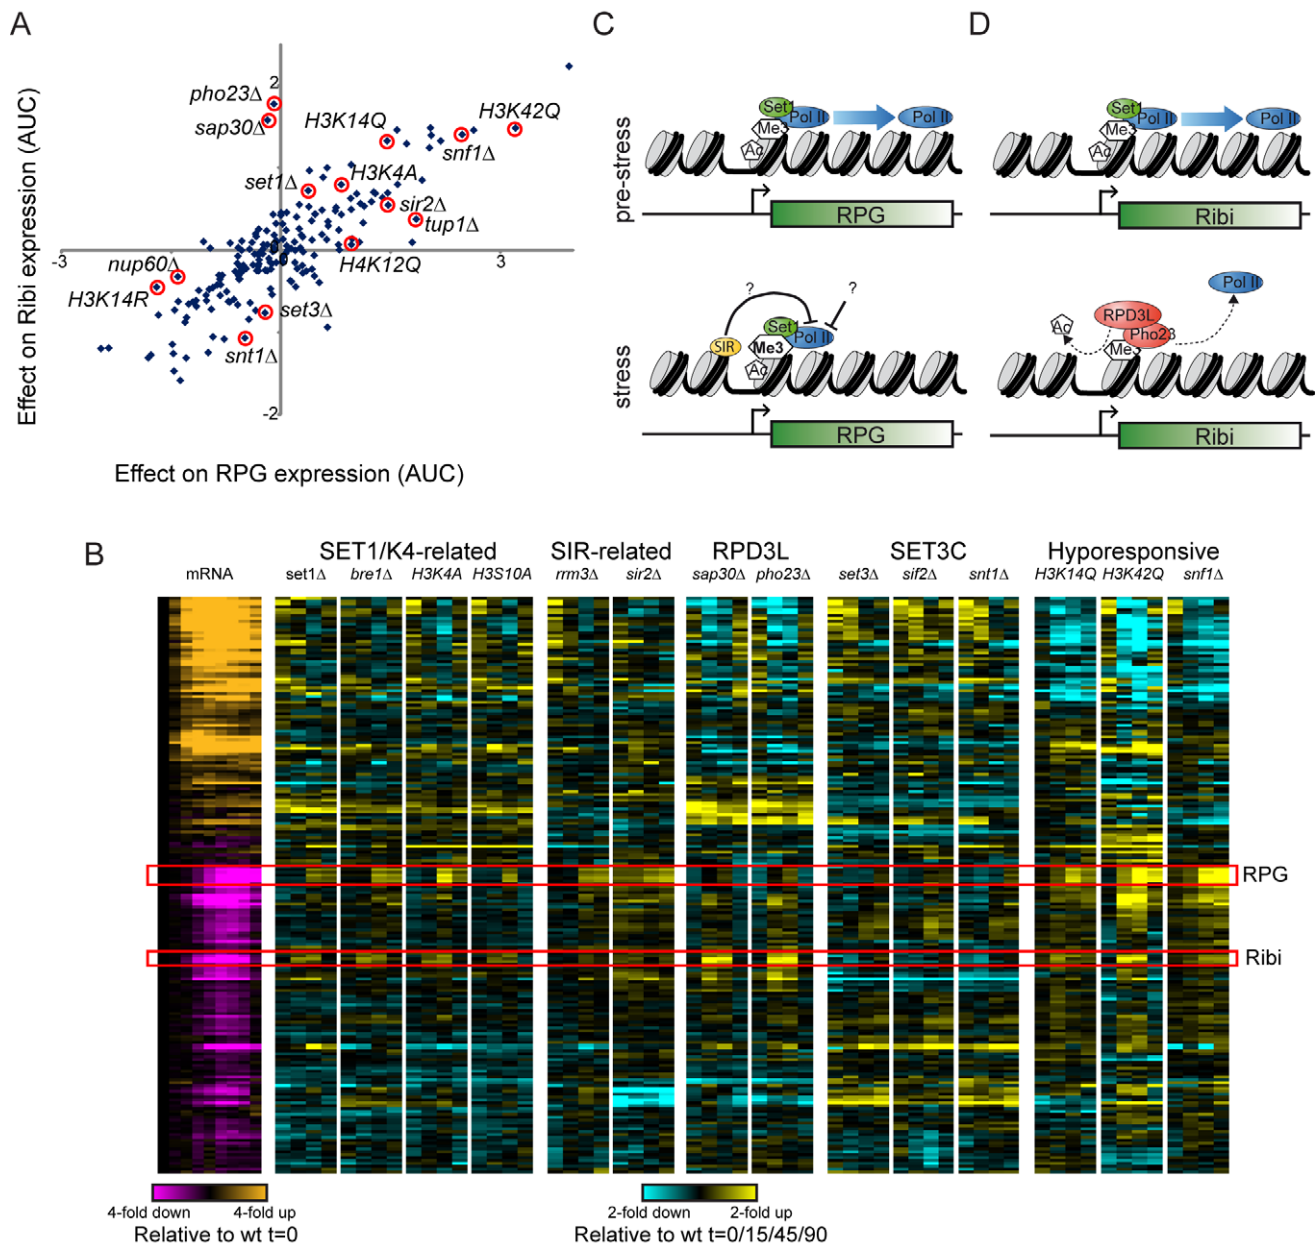 A
Effect on Ribi expression (AUC)
Effect on RPG expression (AUC)
2
-3
0
0
3
-2
pho23Δ
sap30Δ
H3K14Q
H3K42Q
snf1Δ
set1Δ
H3K4A
sir2Δ
tup1Δ
H4K12Q
nup60Δ
H3K14R
set3Δ
snt1Δ
C
pre-stress
Set1
Me3
Pol II
Pol II
Ac
RPG
stress
?
?
SIR
Set1
Me3
Pol II
Ac
RPG
D
Set1
Me3
Pol II
Pol II
Ac
Ribi
Ac
RPD3L
Pho23
Me3
Pol II
Ribi
B
SET1/K4-related SIR-related RPD3L SET3C Hyporesponsive
mRNA set1Δ bre1Δ H3K4A H3S10A rrm3Δ sir2Δ sap30Δ pho23Δ set3Δ sif2Δ snt1Δ H3K14Q H3K42Q snf1Δ
RPG
Ribi
4-fold down 4-fold up
Relative to wt t=0
2-fold down 2-fold up
Relative to wt t=0/15/45/90